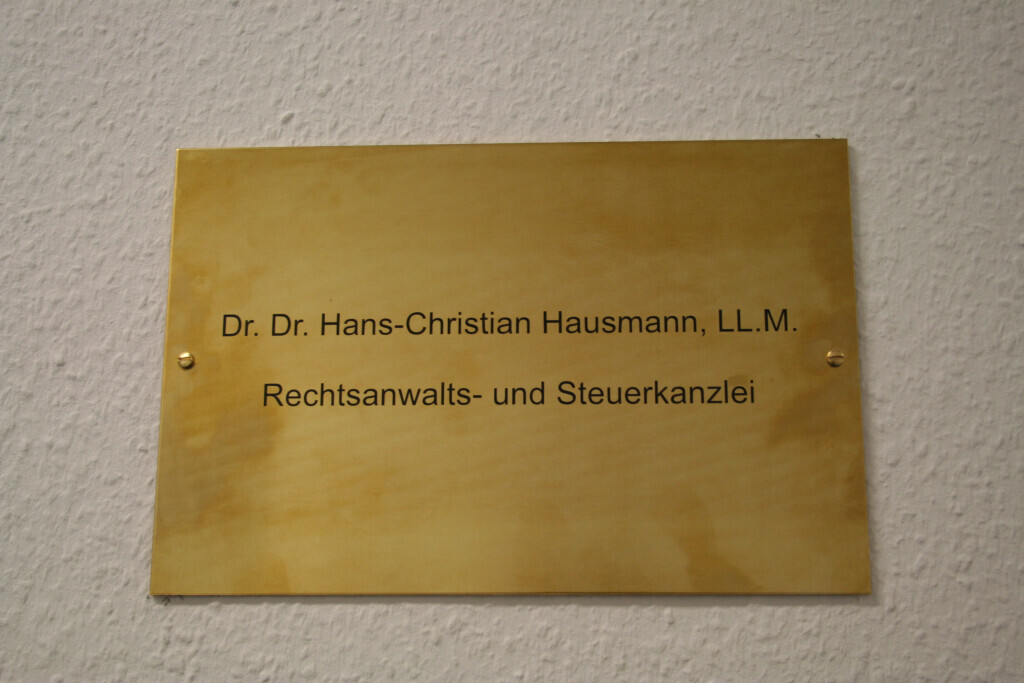 Dr. Dr. Hans-Christian Hausmann, LL.M.
Rechtsanwalts- und Steuerkanzlei